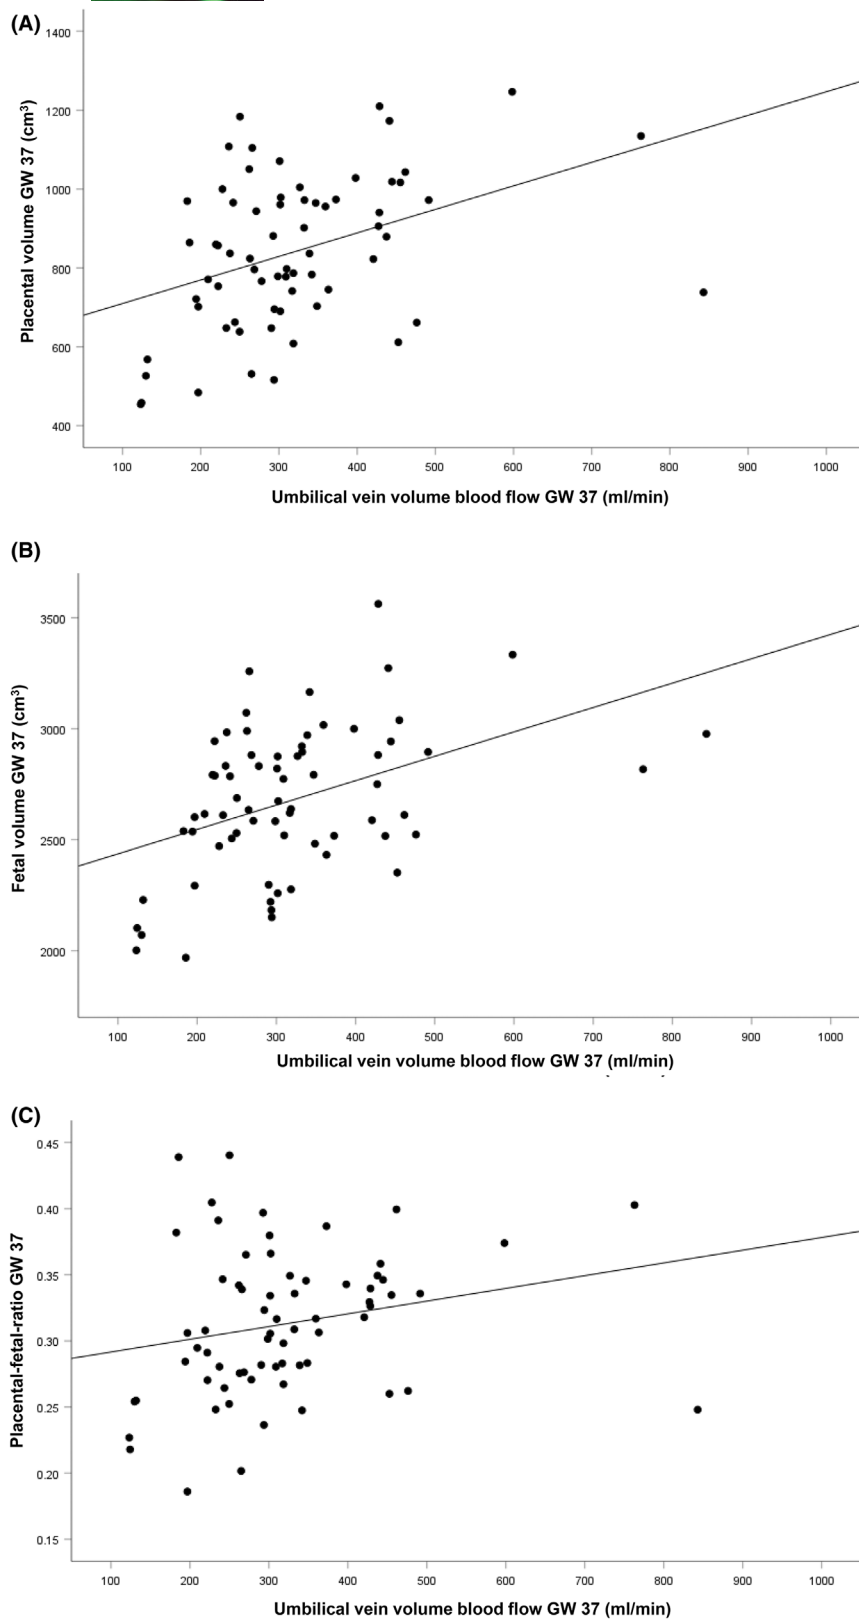 (A)
1400
1200
1000
800
600
400
Placental volume GW 37 (cm³)
100 200 300 400 500 600 700 800 900 1000
Umbilical vein volume blood flow GW 37 (ml/min)
(B)
3500
3000
2500
2000
Fetal volume GW 37 (cm³)
100 200 300 400 500 600 700 800 900 1000
Umbilical vein volume blood flow GW 37 (ml/min)
(C)
0.45
0.40
0.35
0.30
0.25
0.20
0.15
Placental-fetal-ratio GW 37
100 200 300 400 500 600 700 800 900 1000
Umbilical vein volume blood flow GW 37 (ml/min)